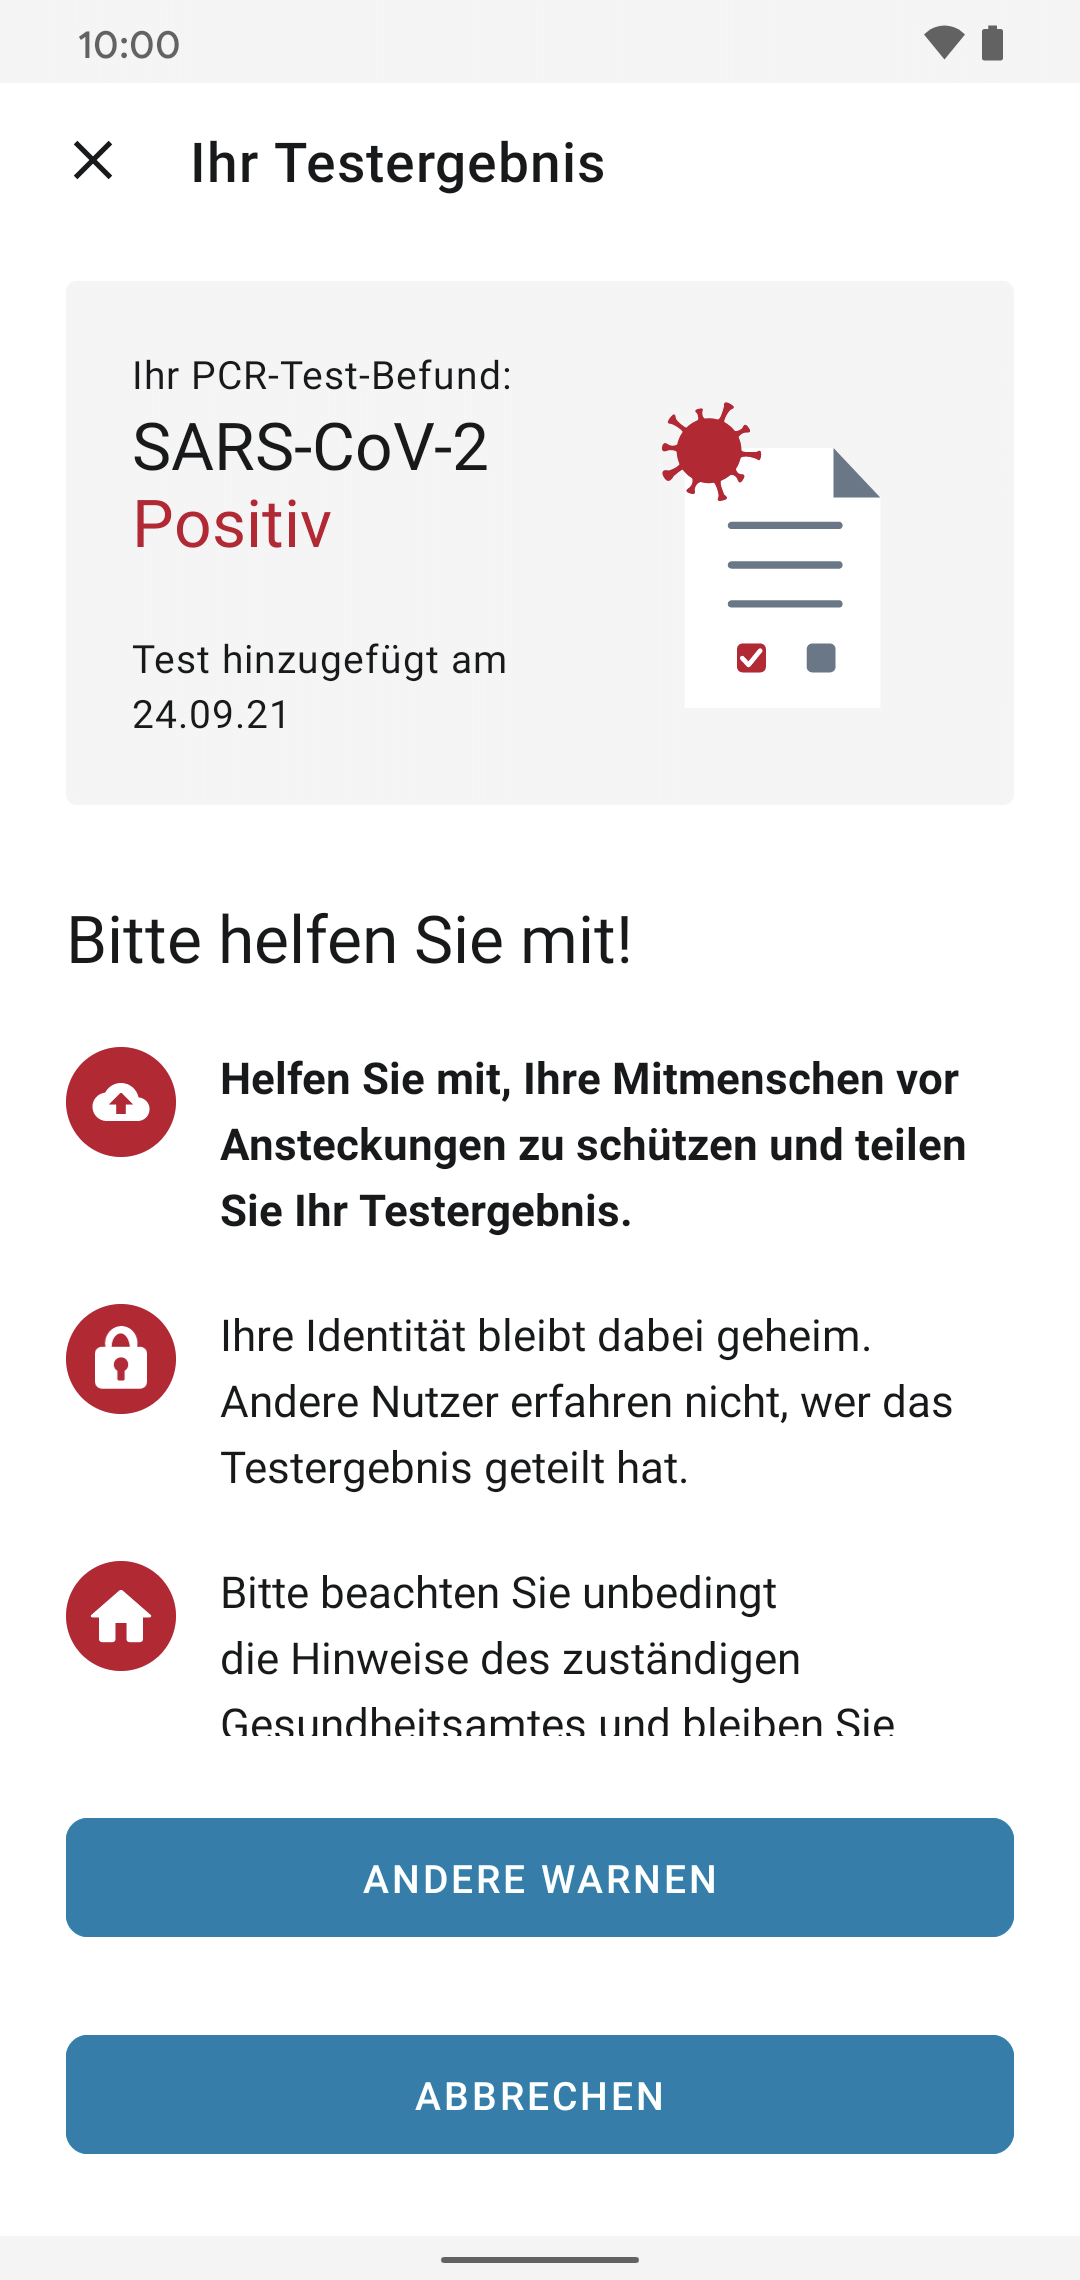 10:00
Ihr Testergebnis
Ihr PCR-Test-Befund:
SARS-CoV-2
Positiv
Test hinzugefügt am
24.09.21
Bitte helfen Sie mit!
Helfen Sie mit, Ihre Mitmenschen vor
Ansteckungen zu schützen und teilen
Sie Ihr Testergebnis.
Ihre Identität bleibt dabei geheim.
Andere Nutzer erfahren nicht, wer das
Testergebnis geteilt hat.
Bitte beachten Sie unbedingt
die Hinweise des zuständigen
Gesundheitsamtes und bleiben Sie
ANDERE WARNEN
ABBRECHEN